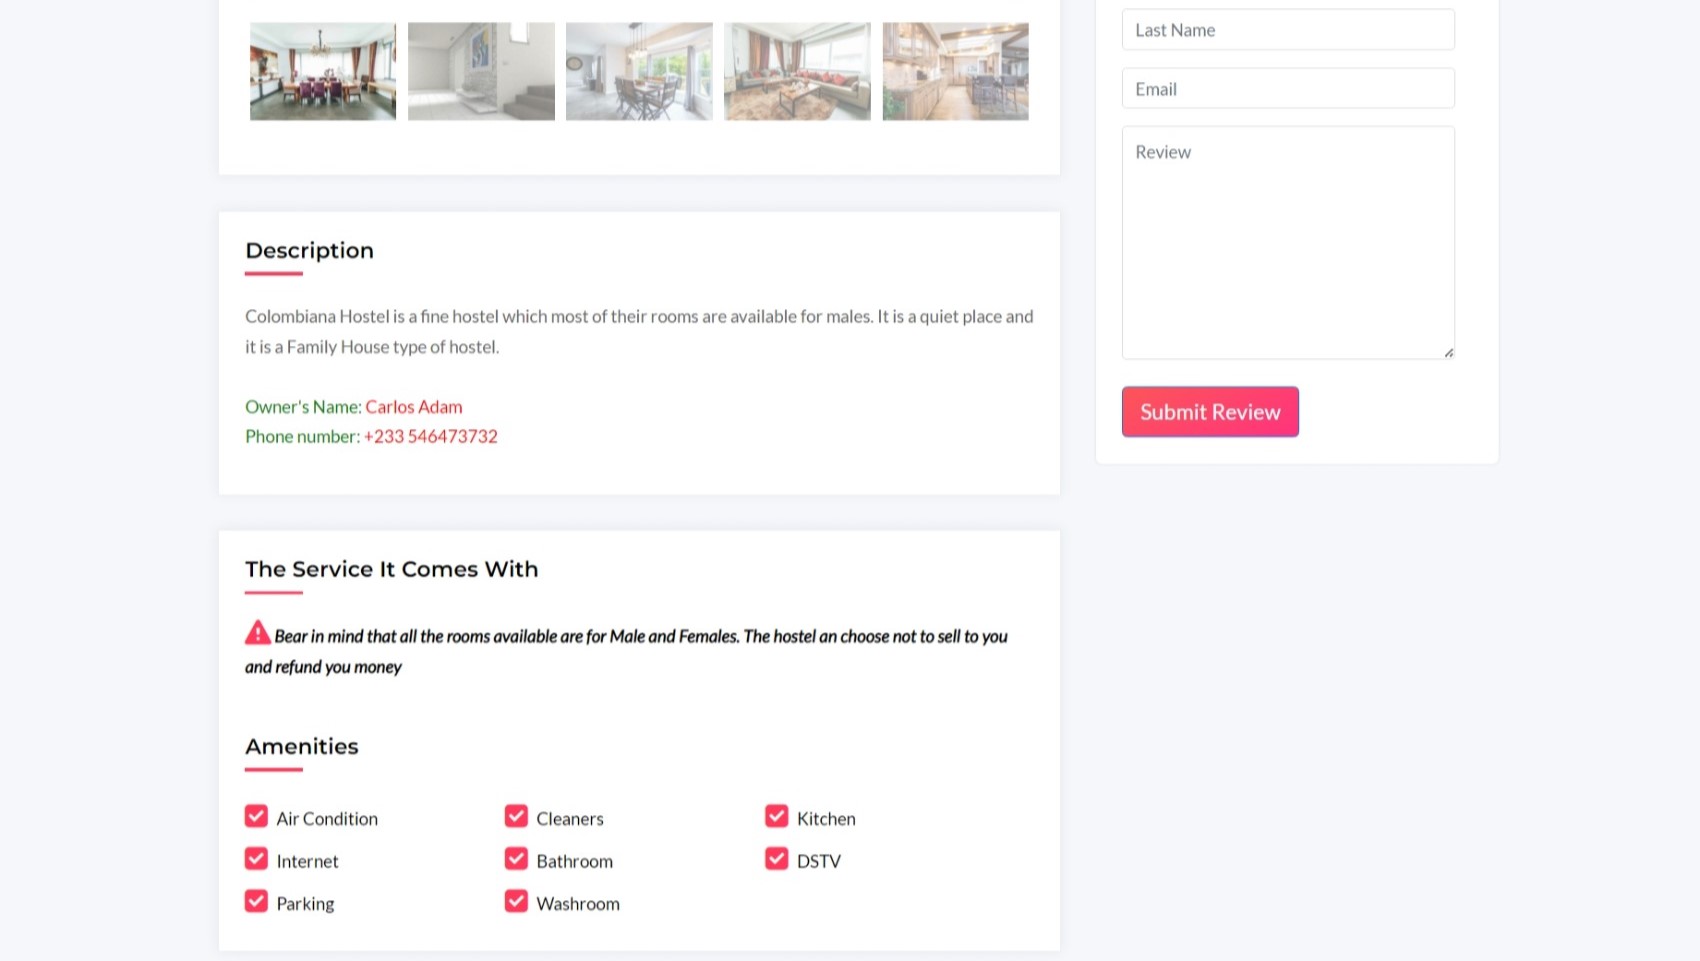 Last Name
Email
Review
Submit Review
Description
Colombiana Hostel is a fine hostel which most of their rooms are available for males. It is a quiet place and
it is a Family House type of hostel.
Owner's Name: Carlos Adam
Phone number: +233 546473732
The Service It Comes With
Bear in mind that all the rooms available are for Male and Females. The hostel an choose not to sell to you
and refund you money
Amenities
Air Condition
Cleaners
Kitchen
Internet
Bathroom
DSTV
Parking
Washroom